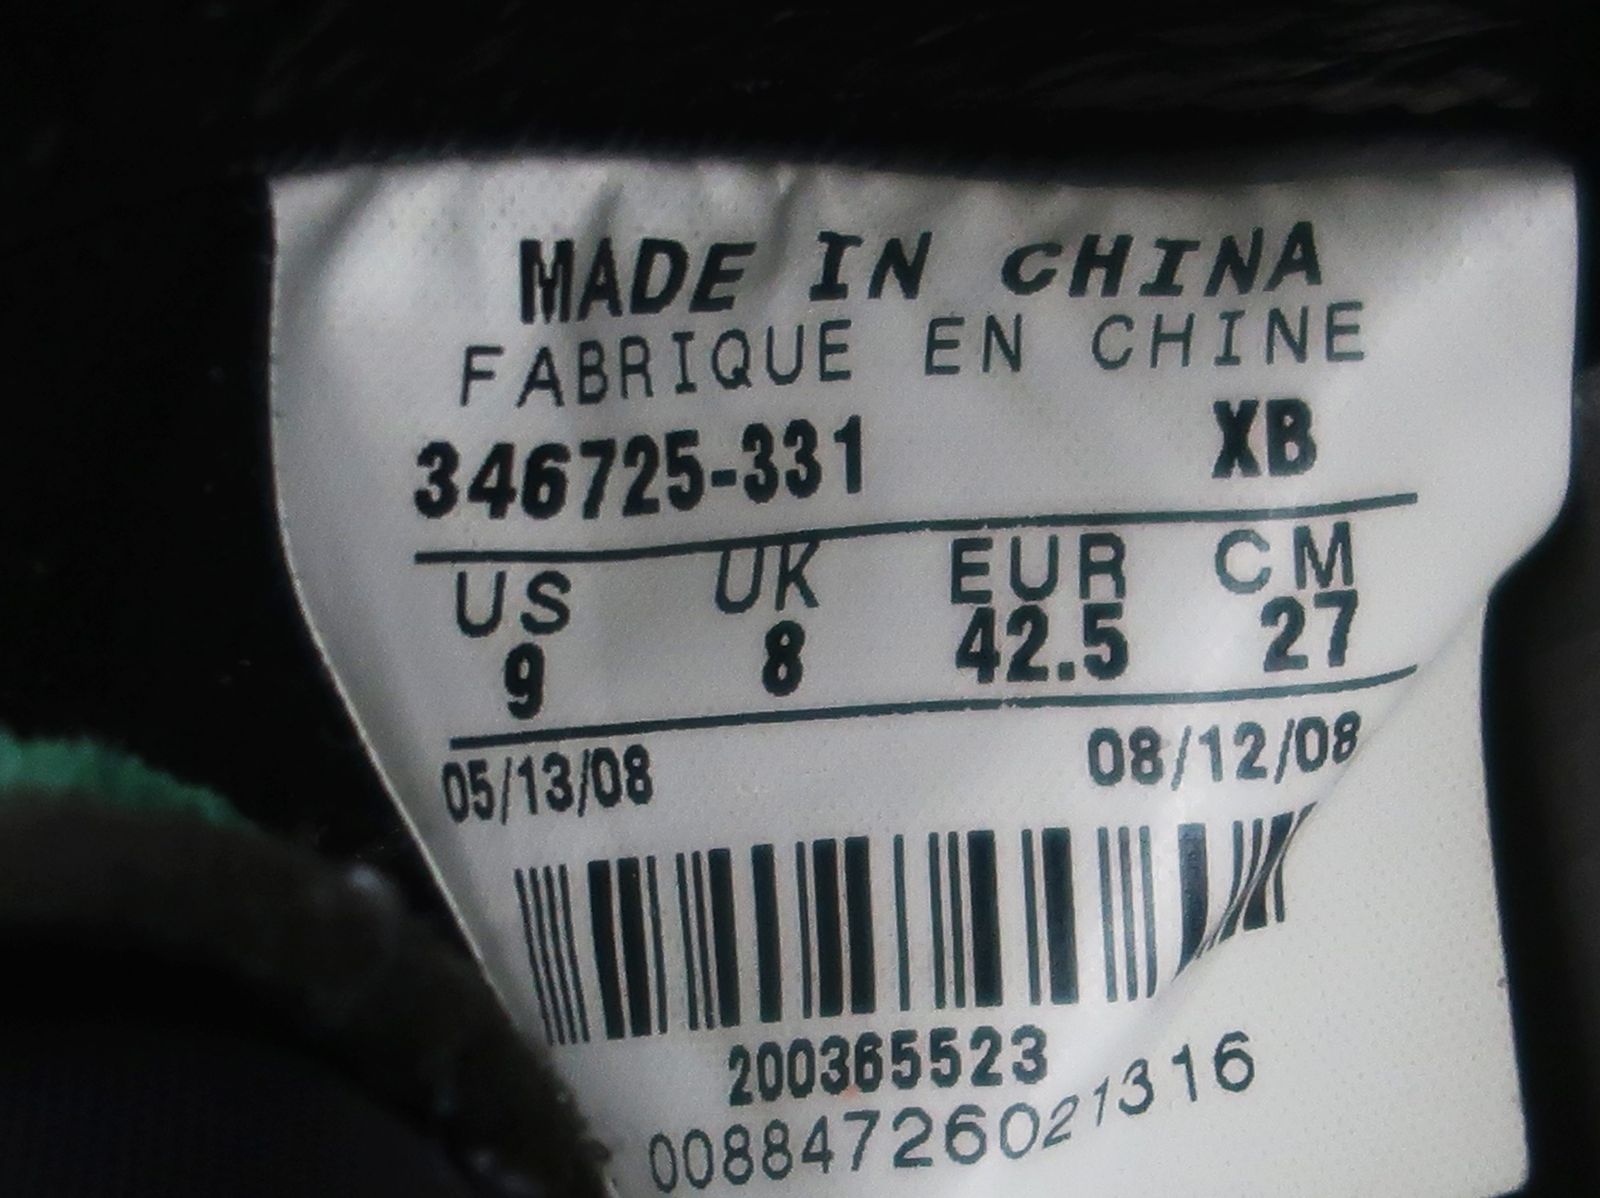 MADE IN CHINA
FABRIQUE EN CHINE
346725-331 XB
US UK EUR CM
9 8 42.5 27
05/13/08 08/12/08
200365523
00884726021316